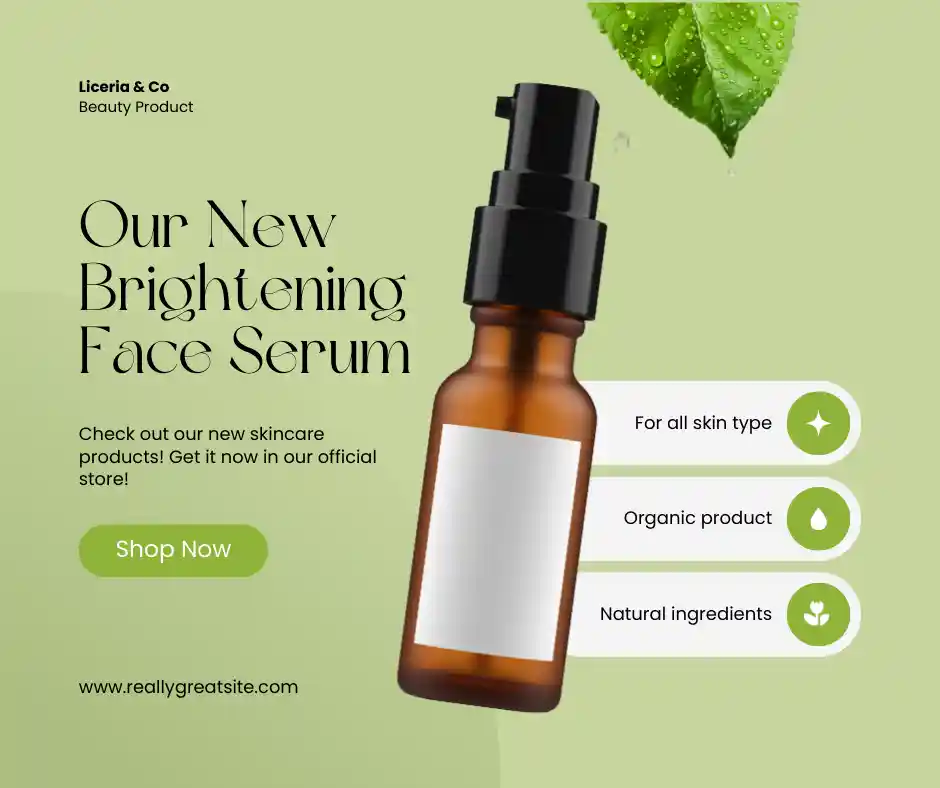 Liceria & Co
Beauty Product
Our New
Brightening
Face Serum
Check out our new skincare
products! Get it now in our official
store!
Shop Now
www.reallygreatsite.com
For all skin type
Organic product
Natural ingredients